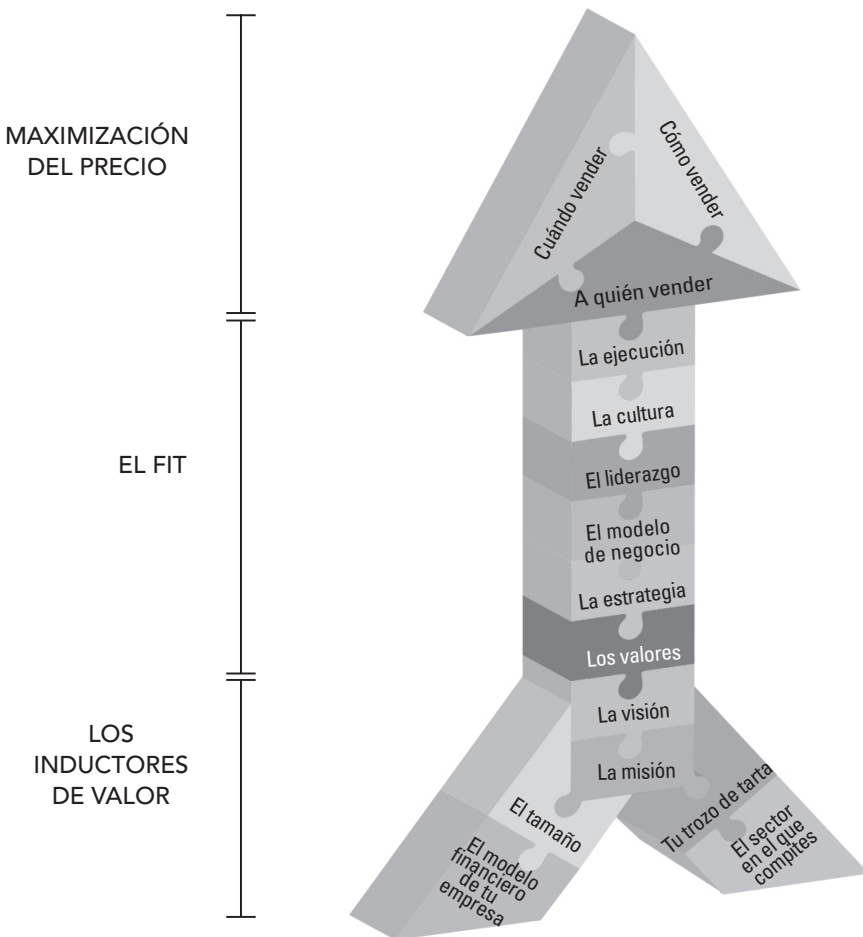 MAXIMIZACIÓN
DEL PRECIO
Cuándo vender
Cómo vender
A quién vender
EL FIT
La ejecución
La cultura
El liderazgo
El modelo
de negocio
La estrategia
Los valores
LOS
INDUCTORES
DE VALOR
La visión
La misión
El tamaño
El modelo
financiero
de tu
empresa
Tu trozo de tarta
El sector
en el que
compites